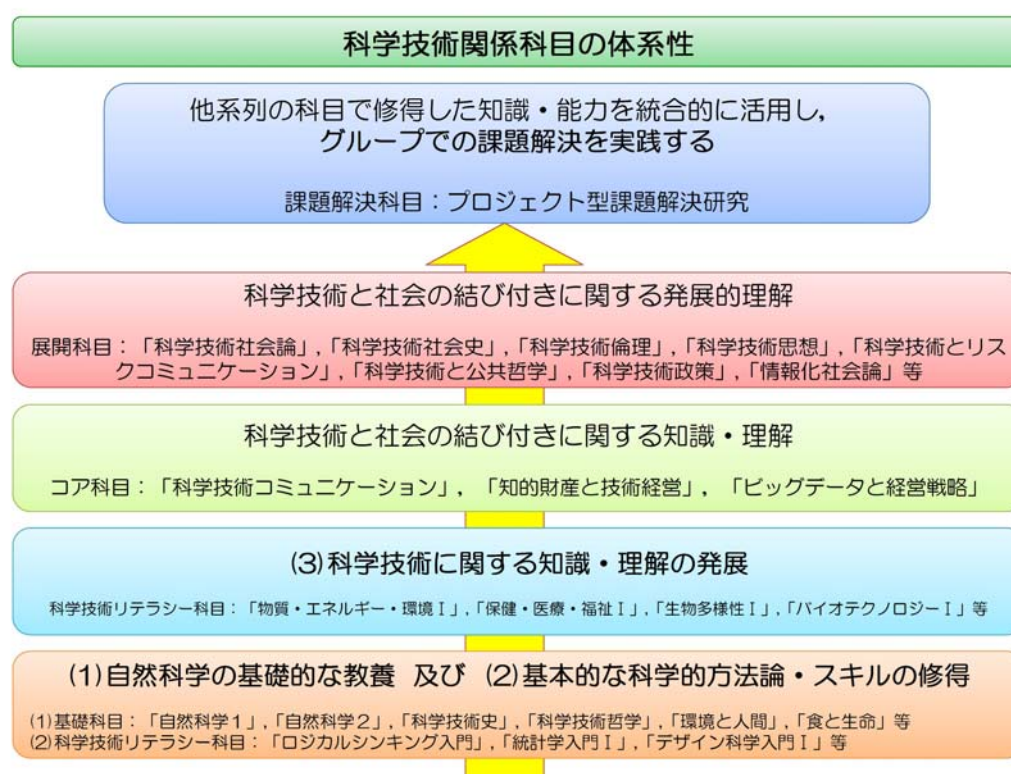 科学技術関係科目の体系性
他系列の科目で修得した知識・能力を統合的に活用し,
グループでの課題解決を実践する
課題解決科目：プロジェクト型課題解決研究
科学技術と社会の結び付きに関する発展的理解
展開科目：「科学技術社会論」,「科学技術社会史」,「科学技術倫理」,「科学技術思想」,「科学技術とリス
クコミュニケーション」,「科学技術と公共哲学」,「科学技術政策」,「情報化社会論」等
科学技術と社会の結び付きに関する知識・理解
コア科目：「科学技術コミュニケーション」, 「知的財産と技術経営」, 「ビッグデータと経営戦略」
(3)科学技術に関する知識・理解の発展
科学技術リテラシー科目：「物質・エネルギー・環境Ⅰ」,「保健・医療・福祉Ⅰ」,「生物多様性Ⅰ」,「バイオテクノロジーⅠ」等
(1)自然科学の基礎的な教養 及び (2)基本的な科学的方法論・スキルの修得
(1)基礎科目：「自然科学１」,「自然科学２」,「科学技術史」,「科学技術哲学」,「環境と人間」,「食と生命」等
(2)科学技術リテラシー科目：「ロジカルシンキング入門」,「統計学入門Ⅰ」,「デザイン科学入門Ⅰ」等